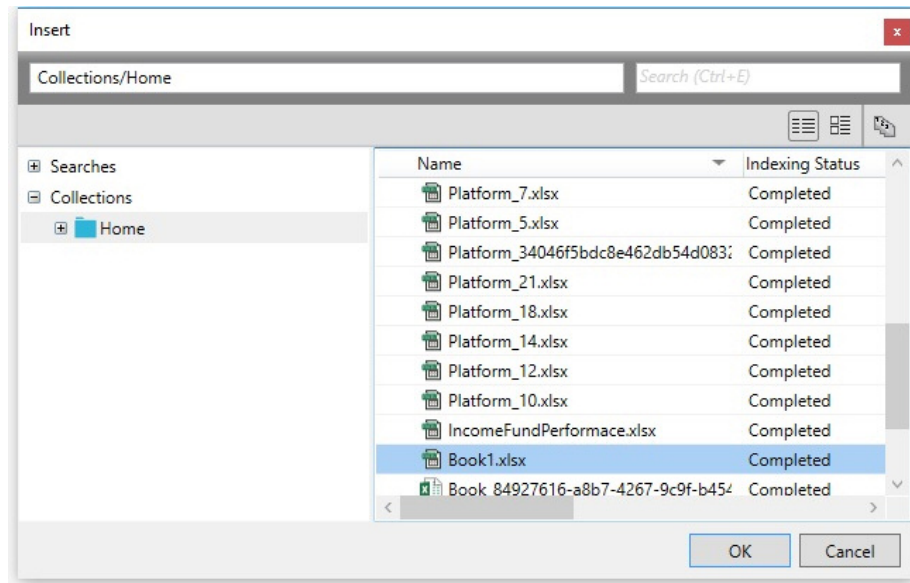 Insert
x
Collections/Home
Search (Ctrl+E)
Searches
Collections
Home
Name Indexing Status
Platform_7.xlsx Completed
Platform_5.xlsx Completed
Platform_34046f5bdc8e462db54d0832 Completed
Platform_21.xlsx Completed
Platform_18.xlsx Completed
Platform_14.xlsx Completed
Platform_12.xlsx Completed
Platform_10.xlsx Completed
IncomeFundPerformace.xlsx Completed
Book1.xlsx Completed
Book_84927616-a8b7-4267-9c9f-b454 Completed
OK Cancel